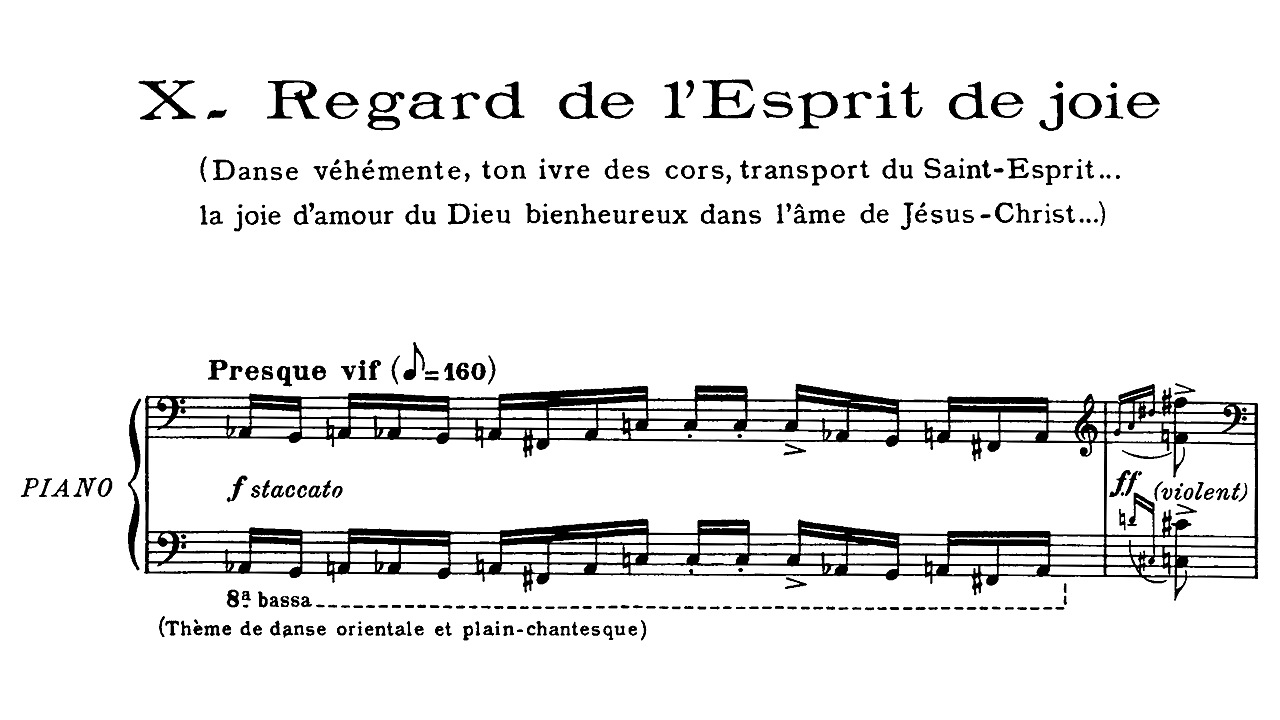 X. Regard de l'Esprit de joie
(Danse véhémente, ton ivre des cors, transport du Saint-Esprit...
la joie d'amour du Dieu bienheureux dans l'âme de Jésus-Christ...)
Presque vif (♪=160)
PIANO
f staccato
ff (violent)
8ª bassa
(Thème de danse orientale et plain-chantesque)